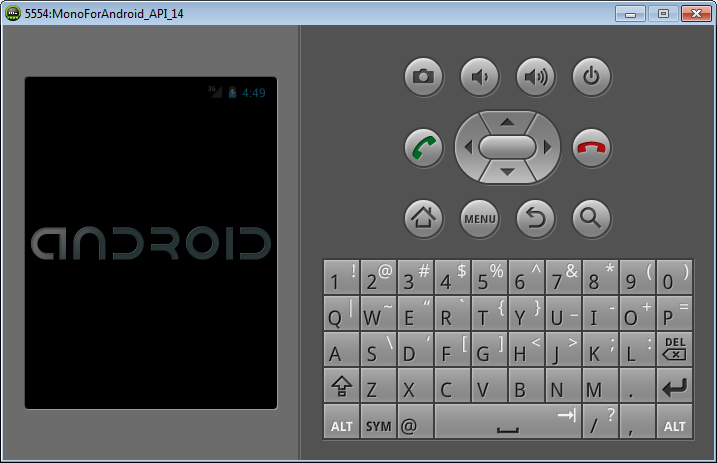 5554:MonoForAndroid_API_14
3G 4:49
ANDROID
MENU
1 ! 2 @ 3 # 4 $ 5 % 6 ^ 7 & 8 * 9 ( 0 )
Q | W ~ E “ R ` T { Y } U _ I - O + P =
A S \ D ‘ F [ G ] H < J > K ; L : DEL
Z X C V B N M .
ALT SYM @ / ? , ALT